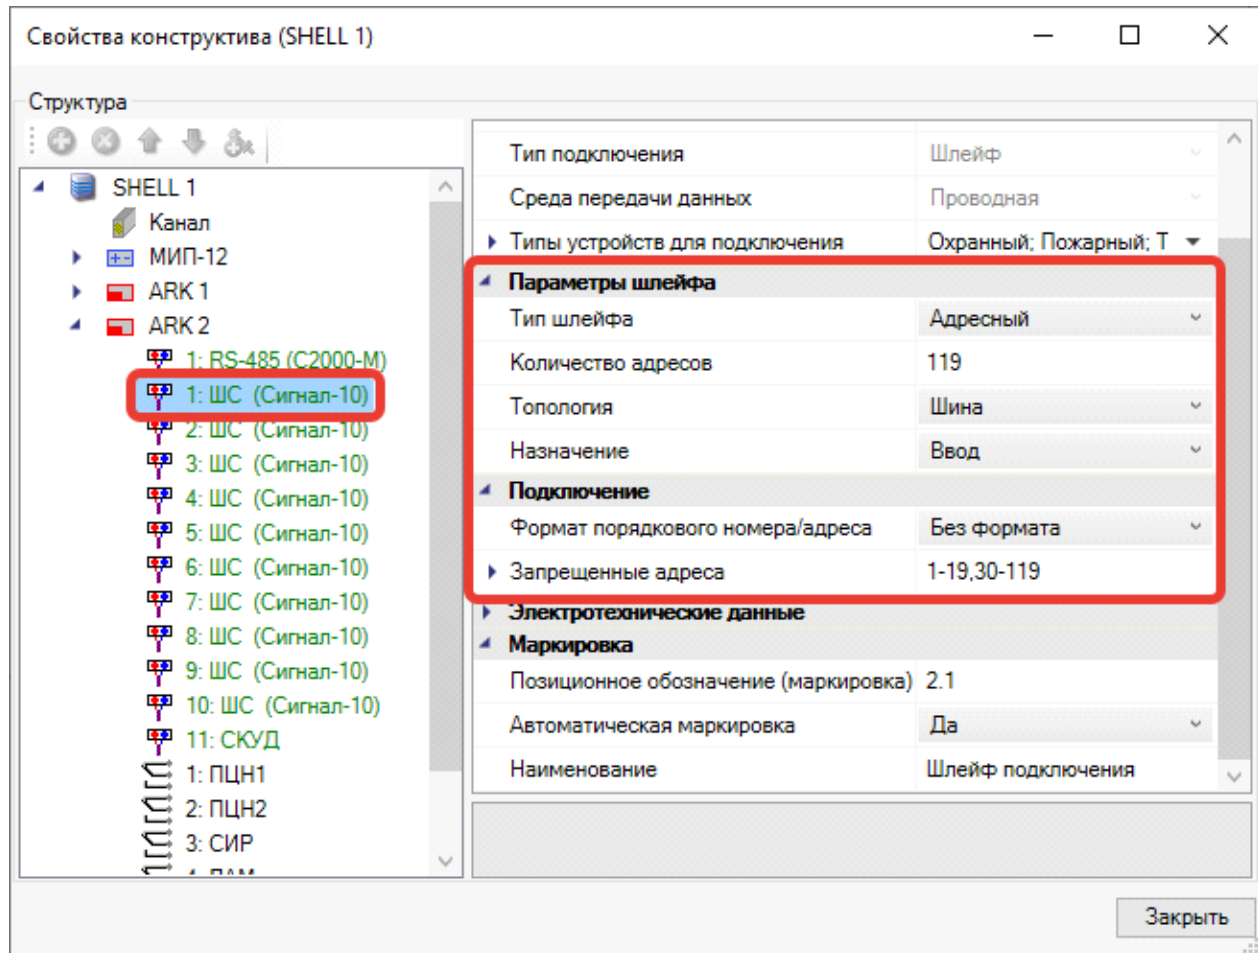 Свойства конструктива (SHELL 1)
Структура
SHELL 1
Канал
МИП-12
ARK 1
ARK 2
1: RS-485 (С2000-М)
1: ШС (Сигнал-10)
2: ШС (Сигнал-10)
3: ШС (Сигнал-10)
4: ШС (Сигнал-10)
5: ШС (Сигнал-10)
6: ШС (Сигнал-10)
7: ШС (Сигнал-10)
8: ШС (Сигнал-10)
9: ШС (Сигнал-10)
10: ШС (Сигнал-10)
11: СКУД
1: ПЦН1
2: ПЦН2
3: СИР
Тип подключения Шлейф
Среда передачи данных Проводная
Типы устройств для подключения Охранный; Пожарный; Т
Параметры шлейфа
Тип шлейфа Адресный
Количество адресов 119
Топология Шина
Назначение Ввод
Подключение
Формат порядкового номера/адреса Без формата
Запрещенные адреса 1-19,30-119
Электротехнические данные
Маркировка
Позиционное обозначение (маркировка) 2.1
Автоматическая маркировка Да
Наименование Шлейф подключения
Закрыть